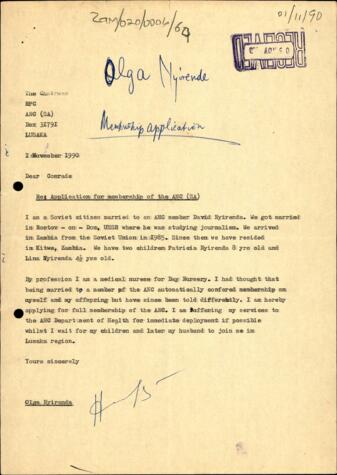 ZAM/020/0006/64
01/11/90
RECEIVED
Olga Nyirende
The Chairman
RPC
ANC (SA)
Box 31791
LUSAKA
Membership application
1 November 1990
Dear Comrade
Re: Application for membership of the ANC (SA)
I am a Soviet citizen married to an ANC member David Nyirenda. We got married
in Rostov - on - Don, USSR where he was studying journalism. We arrived
in Zambia from the Soviet Union in 1985. Since then we have resided
in Kitwe, Zambia. We have two children Patricia Nyirenda 8 yrs old and
Lina Nyirenda 4½ yrs old.
By profession I am a medical nurse for Day Nursery. I had thought that
being married to a member of the ANC automatically confered membership on
myself and my offspring but have since been told differently. I am hereby
applying for full membership of the ANC. I am offering my services to
the ANC Department of Health for immediate deployment if possible
whilst I wait for my children and later my husband to join me in
Lusaka region.
Yours sincerely
Olga Nyirenda